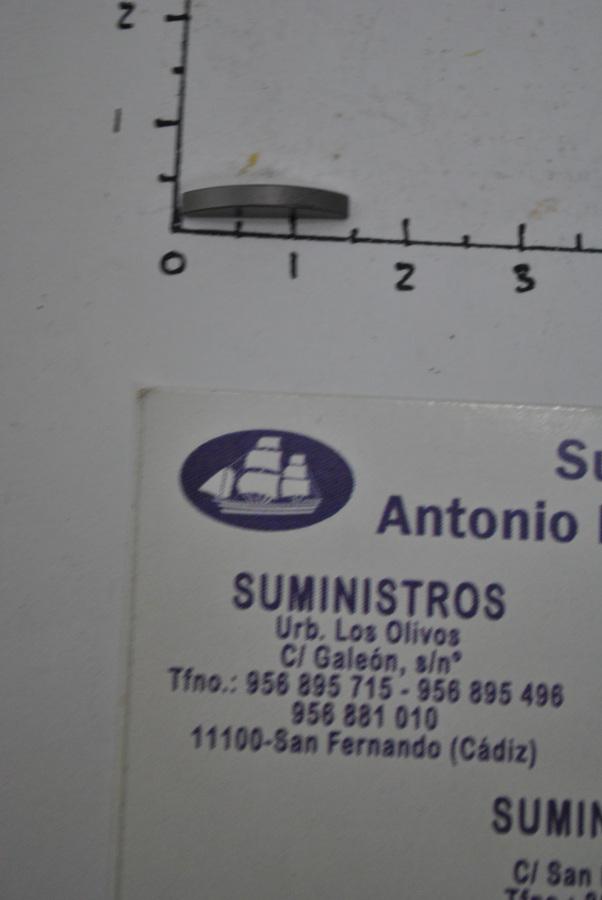 2
1
0 1 2 3
Antonio
SUMINISTROS
Urb. Los Olivos
C/ Galeón, s/nº
Tfno.: 956 895 715 - 956 895 496
956 881 010
11100-San Fernando (Cádiz)
SUMIN
C/ San